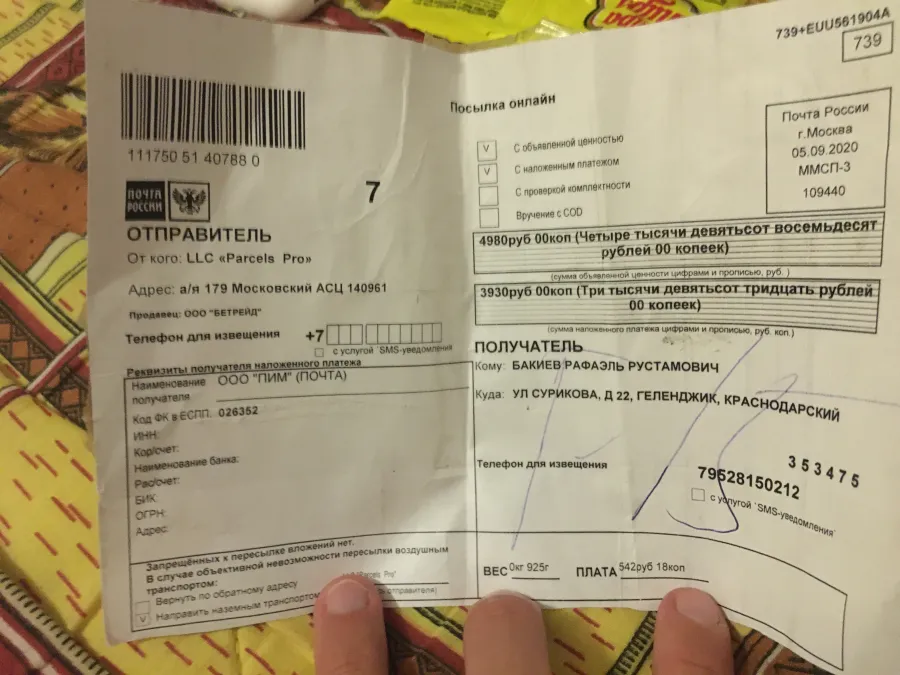 739+EUU561904A
739
111750 51 40788 0
ПОЧТА
РОССИИ
7
ОТПРАВИТЕЛЬ
От кого: LLC «Parcels Pro»
Адрес: а/я 179 Московский АСЦ 140961
Продавец: ООО "БЕТРЕЙД"
Телефон для извещения +7
с услугой "SMS-уведомления
Реквизиты получателя наложенного платежа
Наименование получателя
ООО "ПИМ" (ПОЧТА)
Код ФК в ЕСПП. 026352
ИНН:
Кор/счет:
Наименование банка:
Рас/счет:
БИК:
ОГРН:
Адрес:
Запрещённых к пересылке вложений нет.
В случае объективной невозможности пересылки воздушным
транспортом:
Вернуть по обратному адресу
V Направить наземным транспортом
Parcels Pro"
отправителя)
Посылка онлайн
V С объявленной ценностью
V С наложенным платежом
С проверкой комплектности
Вручение с COD
Почта России
г.Москва
05.09.2020
ММСП-3
109440
4980руб 00коп (Четыре тысячи девятьсот восемьдесят
рублей 00 копеек)
(сумма объявленной ценности цифрами и прописью, руб. )
3930руб 00коп (Три тысячи девятьсот тридцать рублей
00 копеек)
(сумма наложенного платежа цифрами и прописью, руб. коп.)
ПОЛУЧАТЕЛЬ
Кому: БАКИЕВ РАФАЭЛЬ РУСТАМОВИЧ
Куда: УЛ СУРИКОВА, Д 22, ГЕЛЕНДЖИК, КРАСНОДАРСКИЙ
353475
Телефон для извещения
79528150212
с услугой "SMS-уведомления"
ВЕС 0кг 925г ПЛАТА 542руб 18коп